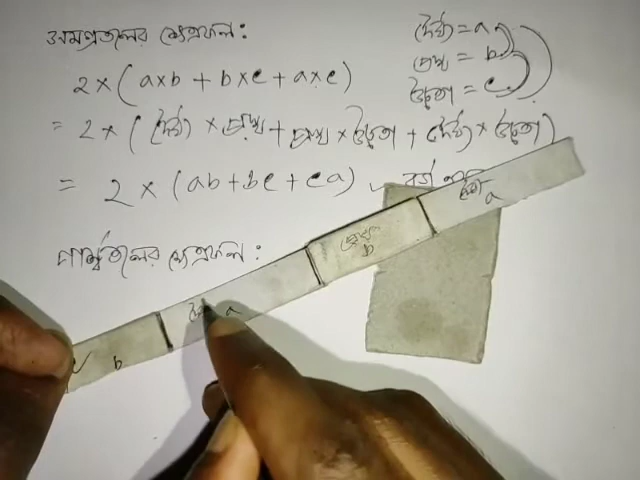 সমগ্রতলের ক্ষেত্রফল:
দৈর্ঘ্য = a
প্রস্থ = b
উচ্চতা = c
2×(a×b + b×c + a×c)
= 2×(দৈর্ঘ্য × প্রস্থ + প্রস্থ × উচ্চতা + দৈর্ঘ্য × উচ্চতা)
= 2×(ab+bc+ca)
পার্শ্বতলের ক্ষেত্রফল:
a
প্রস্থ
b
a
b